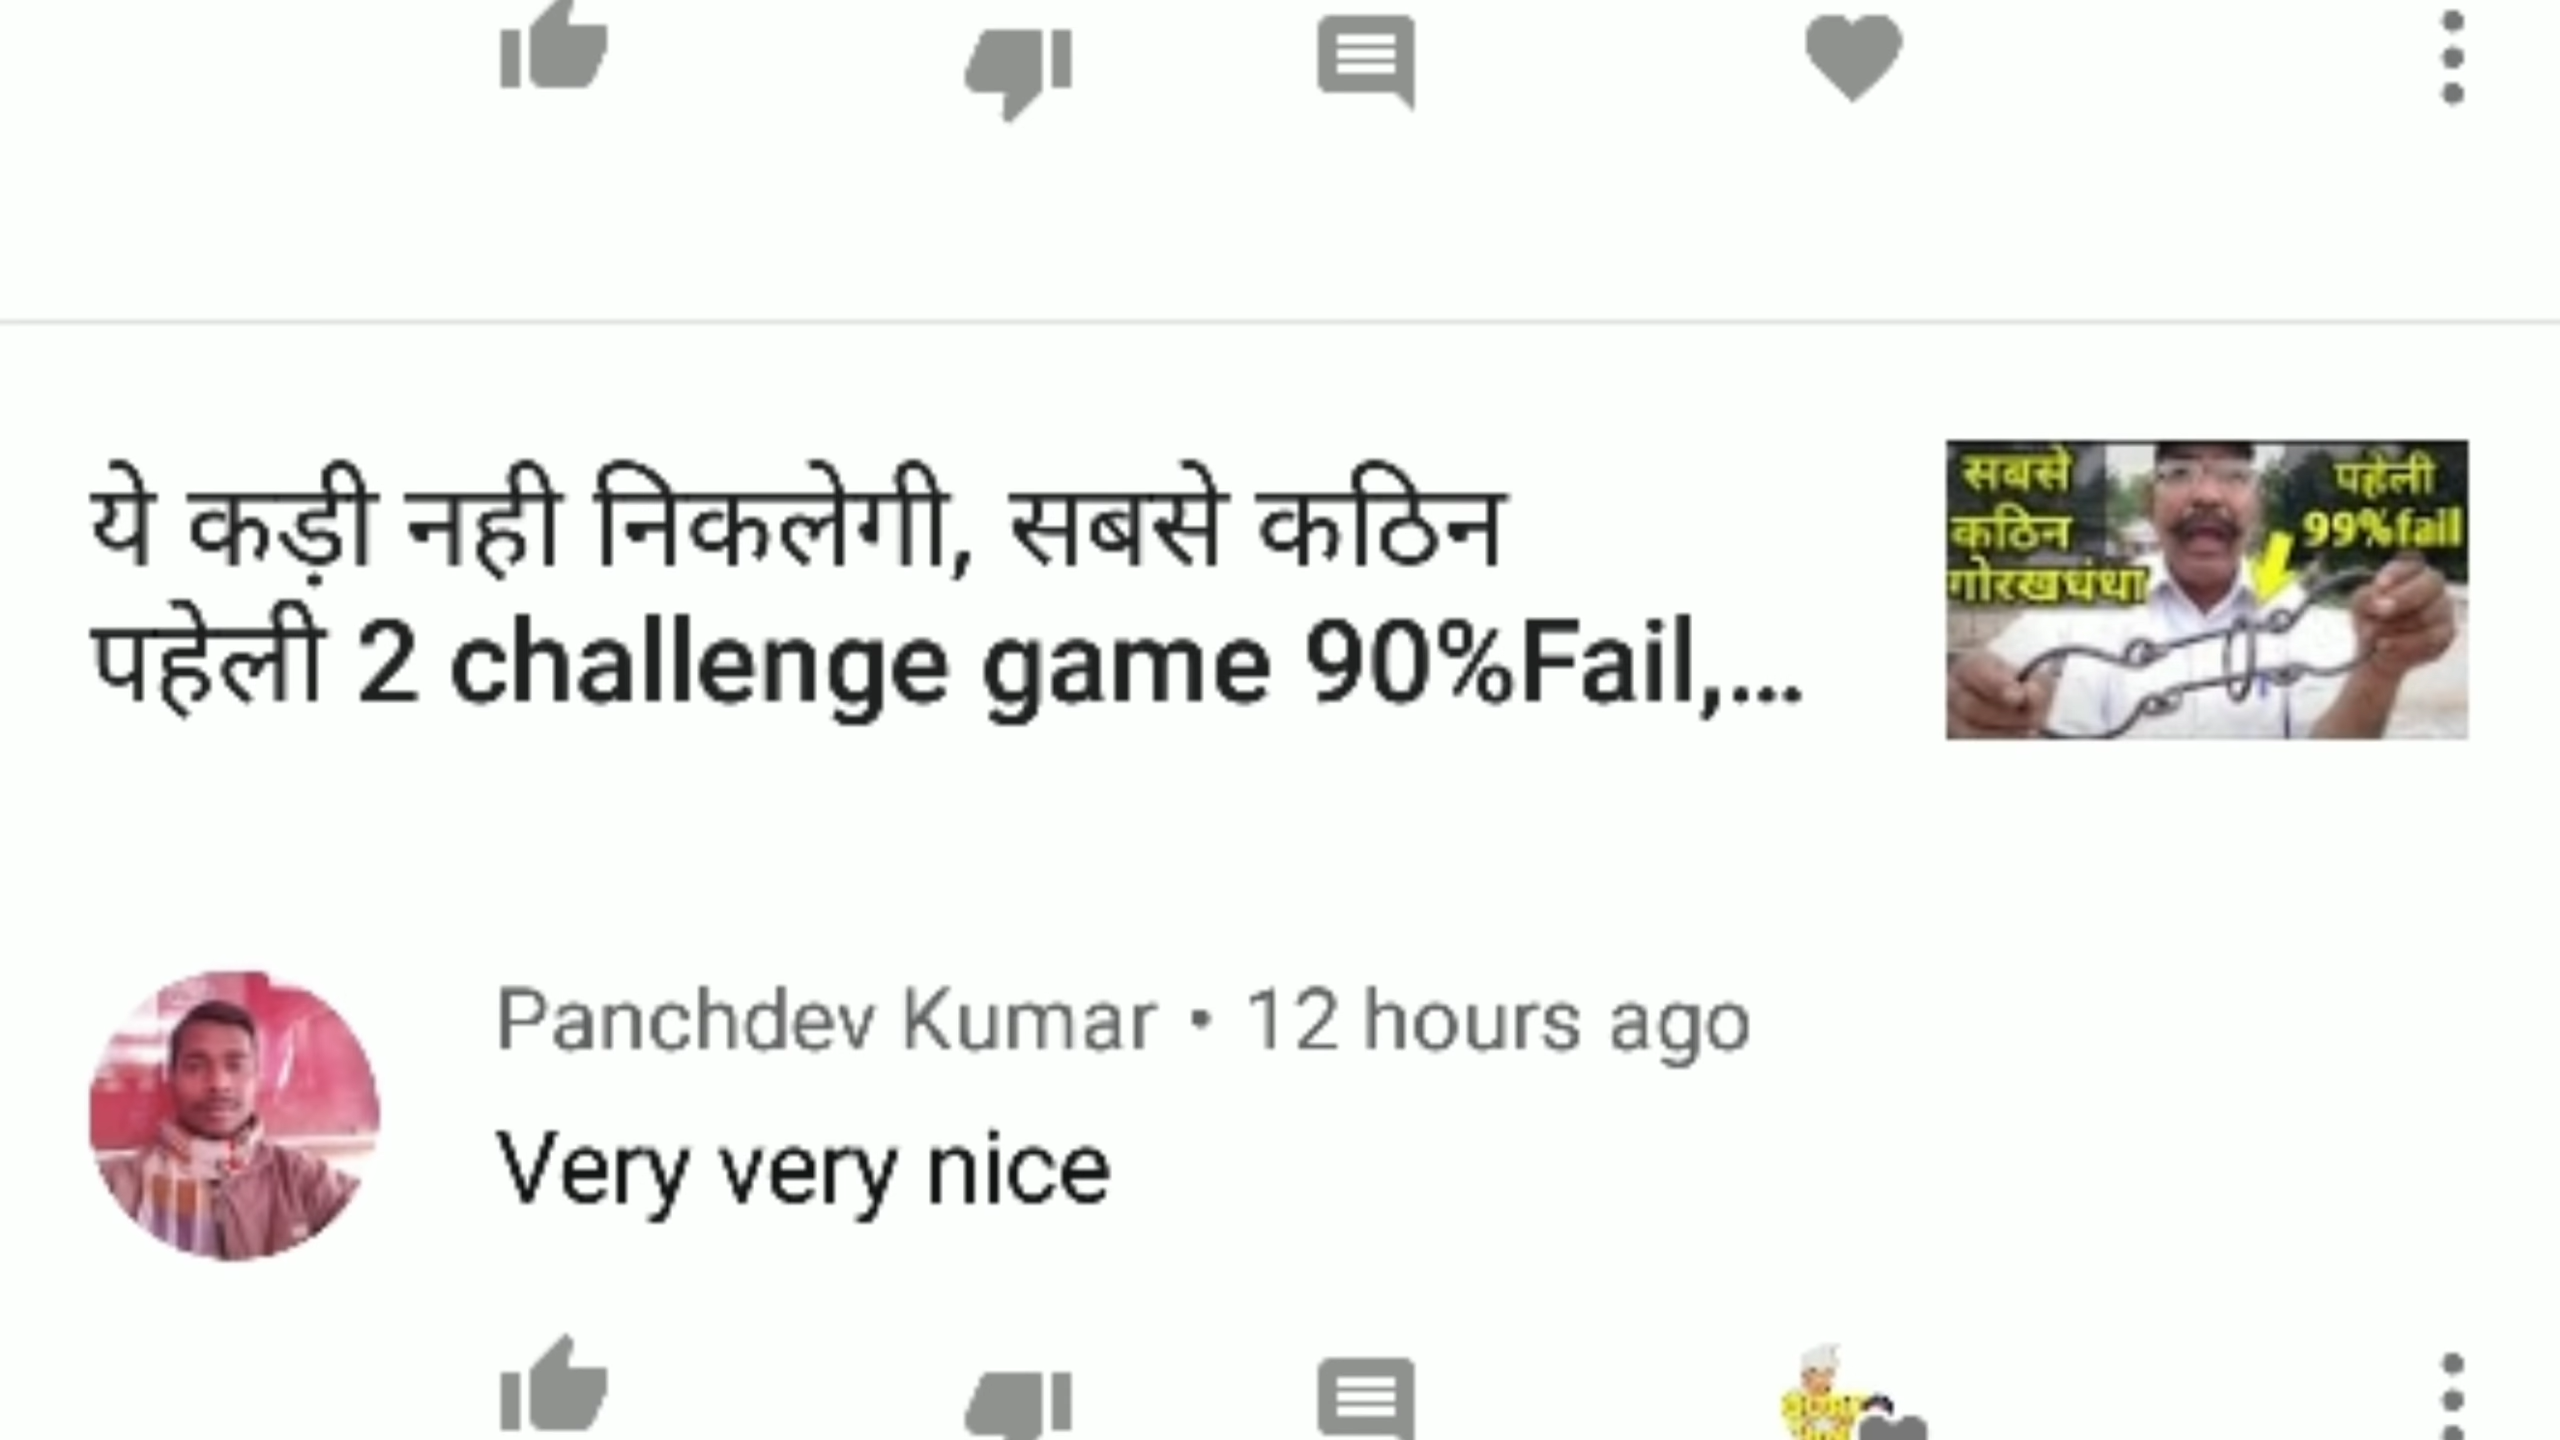 ये कड़ी नही निकलेगी, सबसे कठिन
पहेली 2 challenge game 90%Fail,...
सबसे
कठिन
गोरखधंधा
पहेली
99%fail
Panchdev Kumar • 12 hours ago
Very very nice